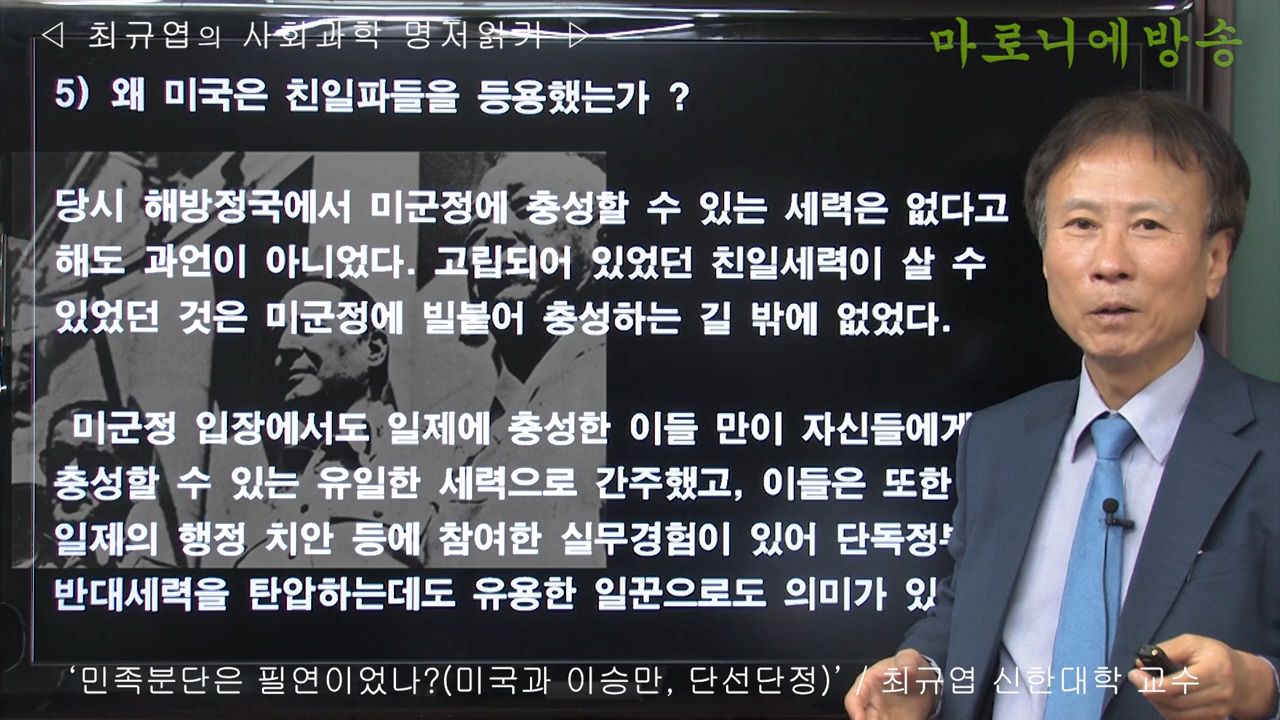 ◁ 최규엽의 사회과학 명저읽기 ▷
마로니에방송
5) 왜 미국은 친일파들을 등용했는가 ?
당시 해방정국에서 미군정에 충성할 수 있는 세력은 없다고
해도 과언이 아니었다. 고립되어 있었던 친일세력이 살 수
있었던 것은 미군정에 빌붙어 충성하는 길 밖에 없었다.
미군정 입장에서도 일제에 충성한 이들 만이 자신들에게
충성할 수 있는 유일한 세력으로 간주했고, 이들은 또한
일제의 행정 치안 등에 참여한 실무경험이 있어
반대세력을 탄압하는데도 유용한 일꾼으로도 의미가
‘민족분단은 필연이었나?(미국과 이승만, 단선단정)’ / 최규엽 신한대학 교수